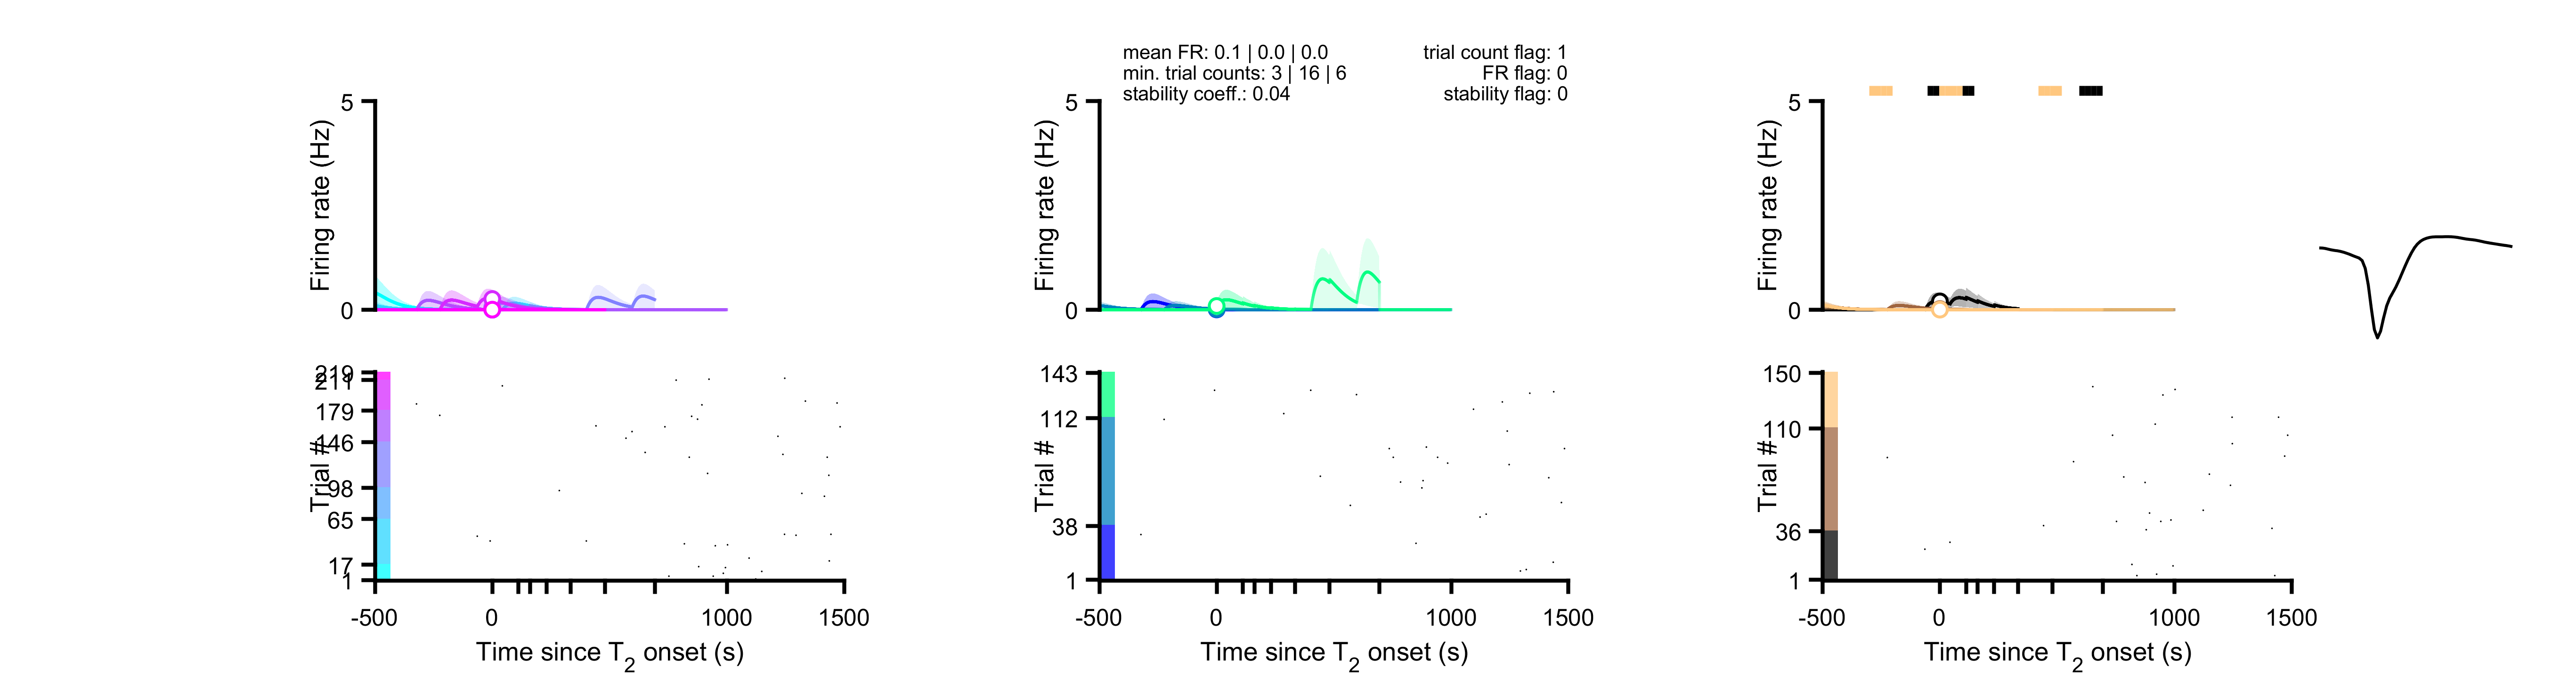 mean FR: 0.1 | 0.0 | 0.0
min. trial counts: 3 | 16 | 6
stability coeff.: 0.04
trial count flag: 1
FR flag: 0
stability flag: 0
5
Firing rate (Hz)
0
5
Firing rate (Hz)
0
5
Firing rate (Hz)
0
219
211
179
146
98
65
17
1
Trial #
-500 0 1000 1500
Time since T2 onset (s)
143
112
38
1
Trial #
-500 0 1000 1500
Time since T2 onset (s)
150
110
36
1
Trial #
-500 0 1000 1500
Time since T2 onset (s)